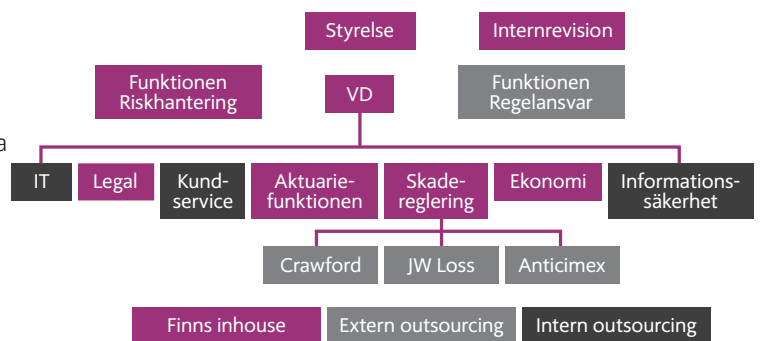 Styrelse
Internrevision
Funktionen
Riskhantering
VD
Funktionen
Regelansvar
a
IT
Legal
Kund-
service
Aktuarie-
funktionen
Skade-
reglering
Ekonomi
Informations-
säkerhet
Crawford
JW Loss
Anticimex
Finns inhouse
Extern outsourcing
Intern outsourcing